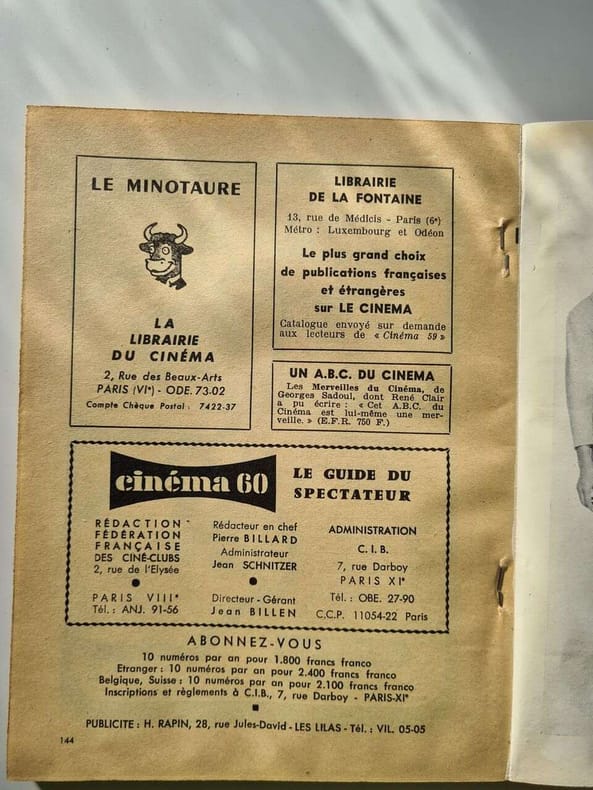 LE MINOTAURE
LA
LIBRAIRIE
DU CINÉMA
2, Rue des Beaux-Arts
PARIS (VIᵉ) - ODE. 73-02
Compte Chèque Postal : 7422-37
LIBRAIRIE
DE LA FONTAINE
13, rue de Médicis - Paris (6ᵉ)
Métro : Luxembourg et Odéon
Le plus grand choix
de publications françaises
et étrangères
sur LE CINEMA
Catalogue envoyé sur demande
aux lecteurs de « Cinéma 59 »
UN A.B.C. DU CINEMA
Les Merveilles du Cinéma, de
Georges Sadoul, dont René Clair
a pu écrire : « Cet A.B.C. du
Cinéma est lui-même une mer-
veille. » (E.F.R. 750 F.)
cinéma 60
LE GUIDE DU
SPECTATEUR
RÉDACTION
FÉDÉRATION
FRANÇAISE
DES CINÉ-CLUBS
2, rue de l'Elysée
PARIS VIIIᵉ
Tél. : ANJ. 91-56
Rédacteur en chef
Pierre BILLARD
Administrateur
Jean SCHNITZER
Directeur - Gérant
Jean BILLEN
ADMINISTRATION
C. I. B.
7, rue Darboy
PARIS XIᵉ
Tél. : OBE. 27-90
C.C.P. 11054-22 Paris
ABONNEZ-VOUS
10 numéros par an pour 1.800 francs franco
Etranger : 10 numéros par an pour 2.400 francs franco
Belgique, Suisse : 10 numéros par an pour 2.100 francs franco
Inscriptions et règlements à C.I.B., 7, rue Darboy - PARIS-XIᵉ
PUBLICITE : H. RAPIN, 28, rue Jules-David - LES LILAS - Tél. : VIL. 05-05
144